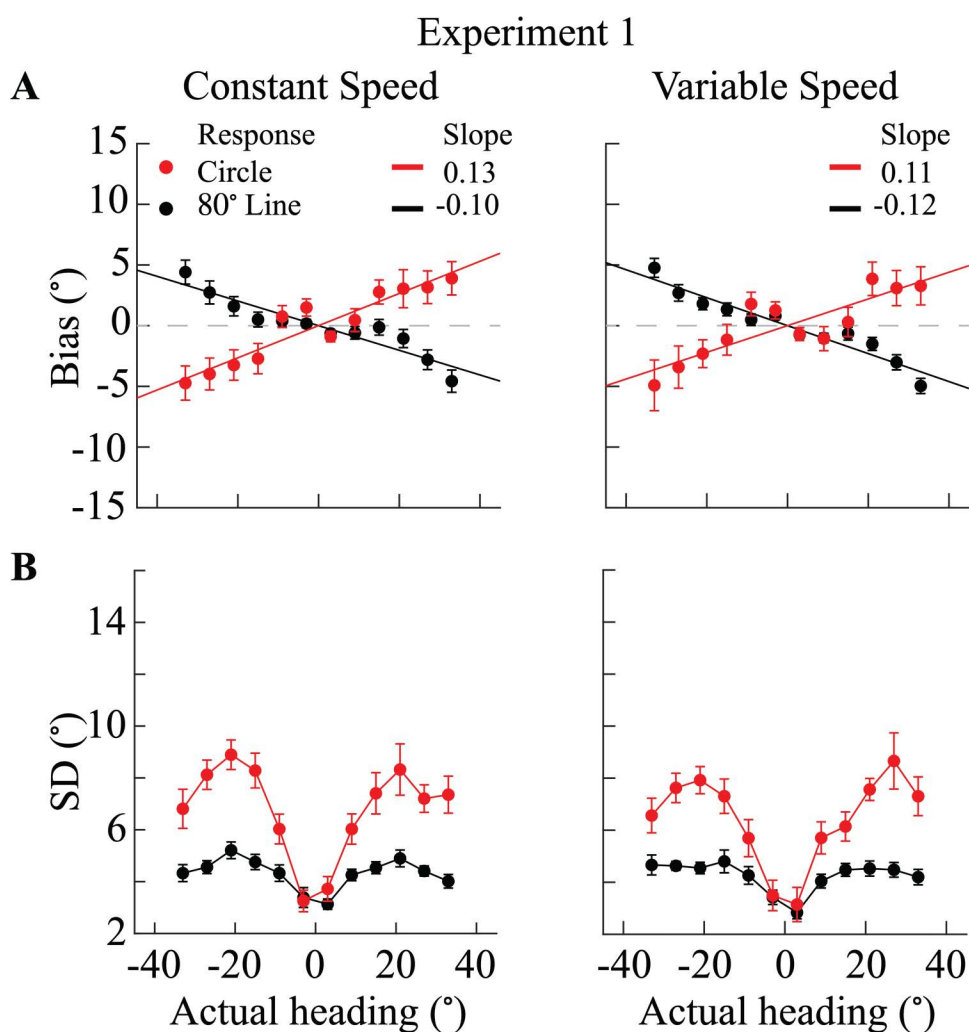 Experiment 1
A
Constant Speed
Variable Speed
Response
Slope
Circle
0.13
80° Line
-0.10
Slope
0.11
-0.12
15
10
5
0
-5
-10
-15
Bias (°)
B
14
10
6
2
SD (°)
-40 -20 0 20 40
-40 -20 0 20 40
Actual heading (°)
Actual heading (°)